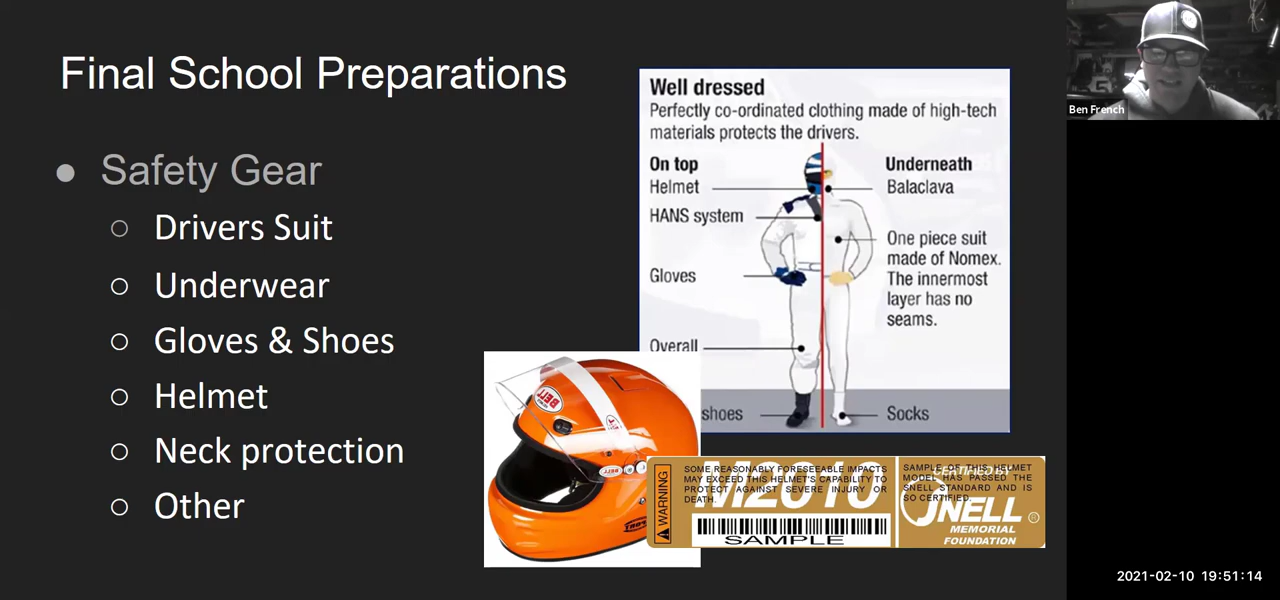 Final School Preparations
Safety Gear
Drivers Suit
Underwear
Gloves & Shoes
Helmet
Neck protection
Other
Well dressed
Perfectly co-ordinated clothing made of high-tech
materials protects the drivers.
On top
Helmet
HANS system
Gloves
Overall
shoes
Underneath
Balaclava
One piece suit
made of Nomex.
The innermost
layer has no
seams.
Socks
BELL
BELL
WARNING
SOME REASONABLY FORESEEABLE IMPACTS
MAY EXCEED THIS HELMET'S CAPABILITY TO
PROTECT AGAINST SEVERE INJURY OR
DEATH.
M2010
SAMPLE
SAMPLE OF THIS HELMET
MODEL HAS PASSED THE
SNELL STANDARD AND IS
SO CERTIFIED.
SNELL
MEMORIAL
FOUNDATION
Ben French
2021-02-10 19:51:14